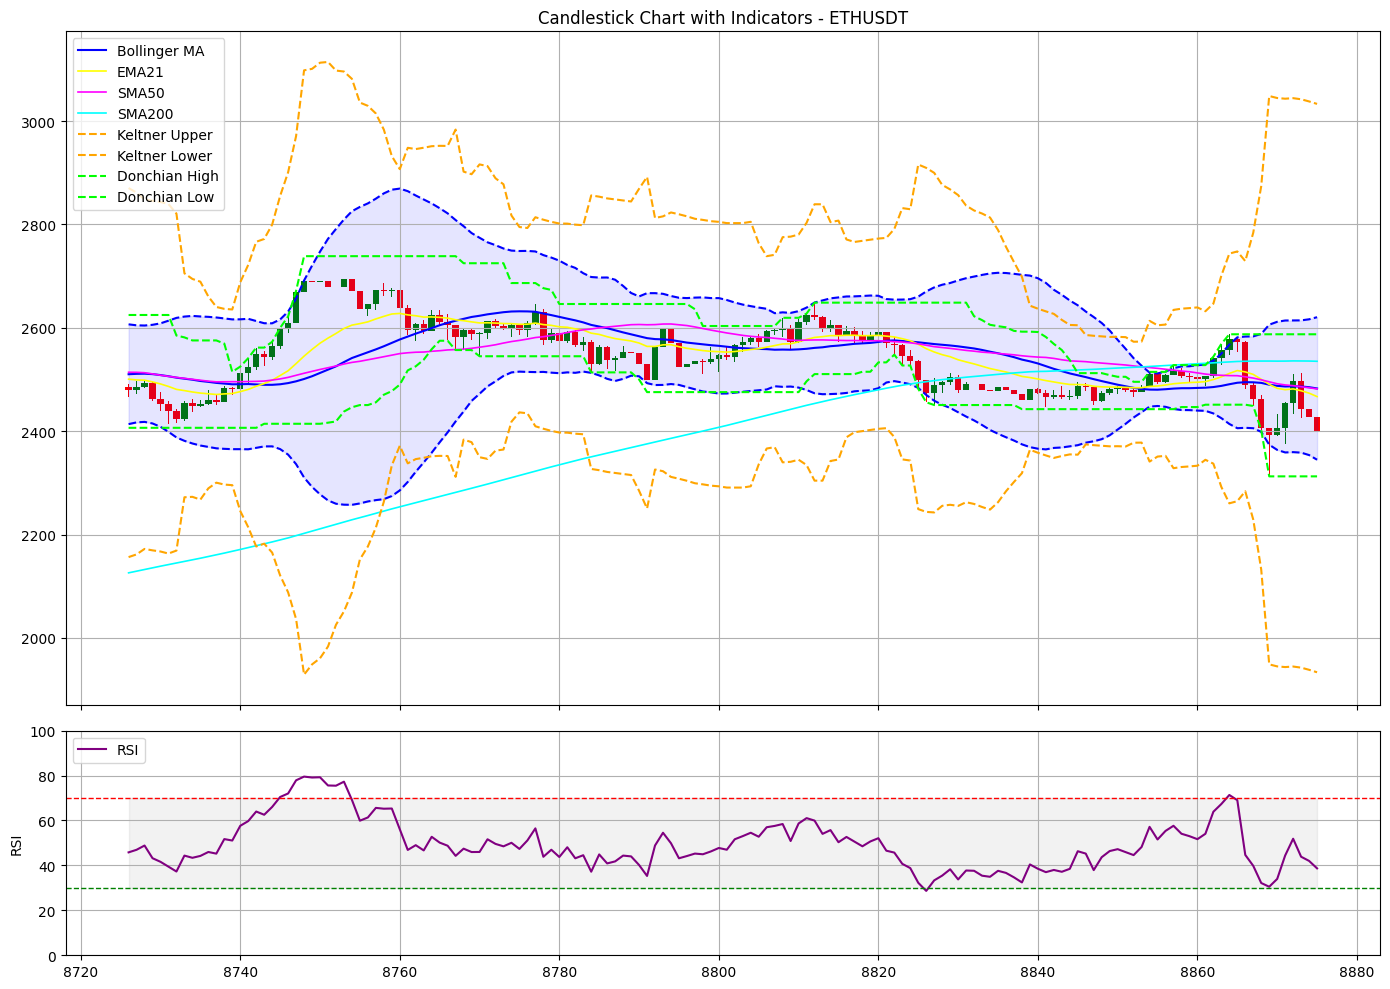 Candlestick Chart with Indicators - ETHUSDT
Bollinger MA
EMA21
SMA50
SMA200
Keltner Upper
Keltner Lower
Donchian High
Donchian Low
3000
2800
2600
2400
2200
2000
RSI
100
80
60
40
20
0
RSI
8720
8740
8760
8780
8800
8820
8840
8860
8880